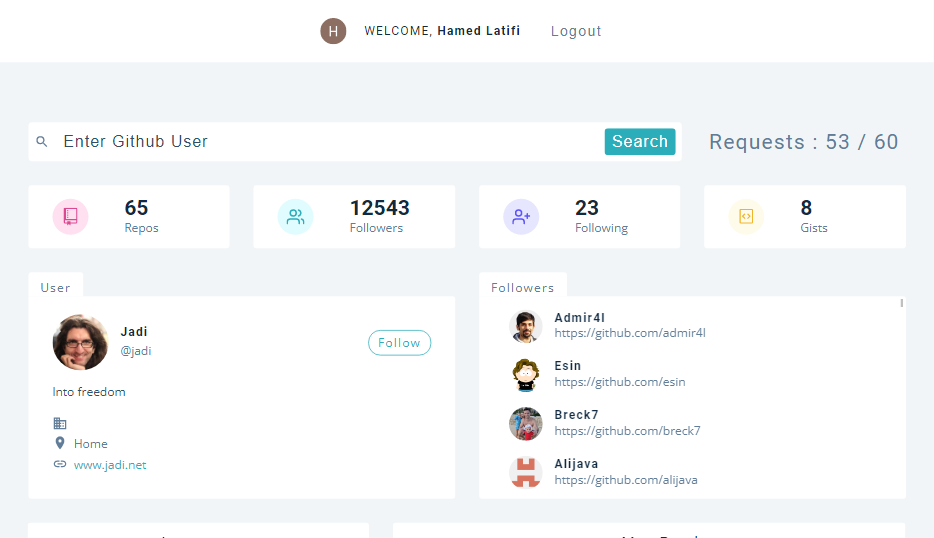 H WELCOME, Hamed Latifi Logout
Enter Github User Search Requests : 53 / 60
65
Repos
12543
Followers
23
Following
8
Gists
User
Jadi
@jadi
Follow
Into freedom
Home
www.jadi.net
Followers
Admir4l
https://github.com/admir4l
Esin
https://github.com/esin
Breck7
https://github.com/breck7
Alijava
https://github.com/alijava